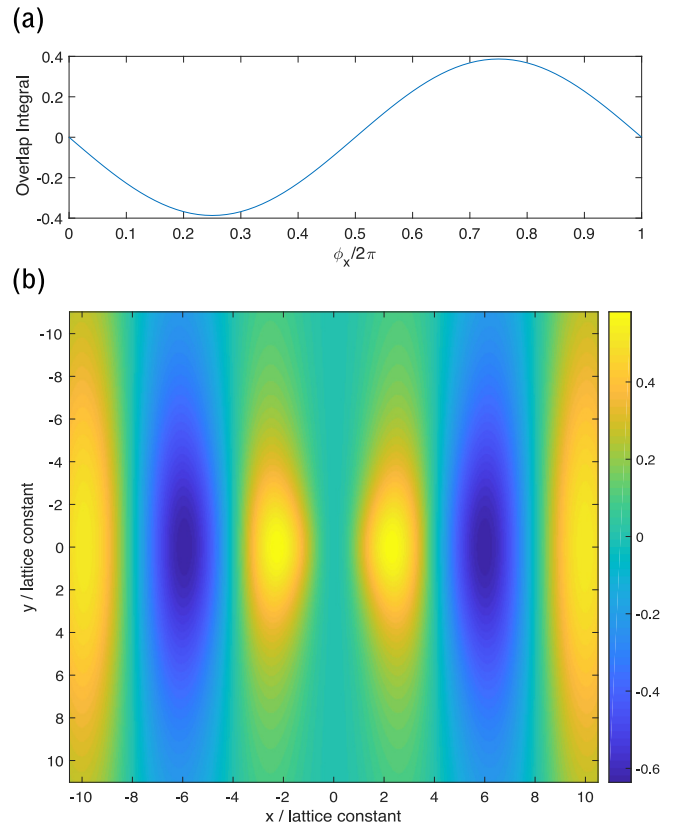 (a)
0.4
0.2
0
-0.2
-0.4
Overlap Integral
0 0.1 0.2 0.3 0.4 0.5 0.6 0.7 0.8 0.9 1
ϕx/2π
(b)
-10
-8
-6
-4
-2
0
2
4
6
8
10
y / lattice constant
-10 -8 -6 -4 -2 0 2 4 6 8 10
x / lattice constant
0.4
0.2
0
-0.2
-0.4
-0.6